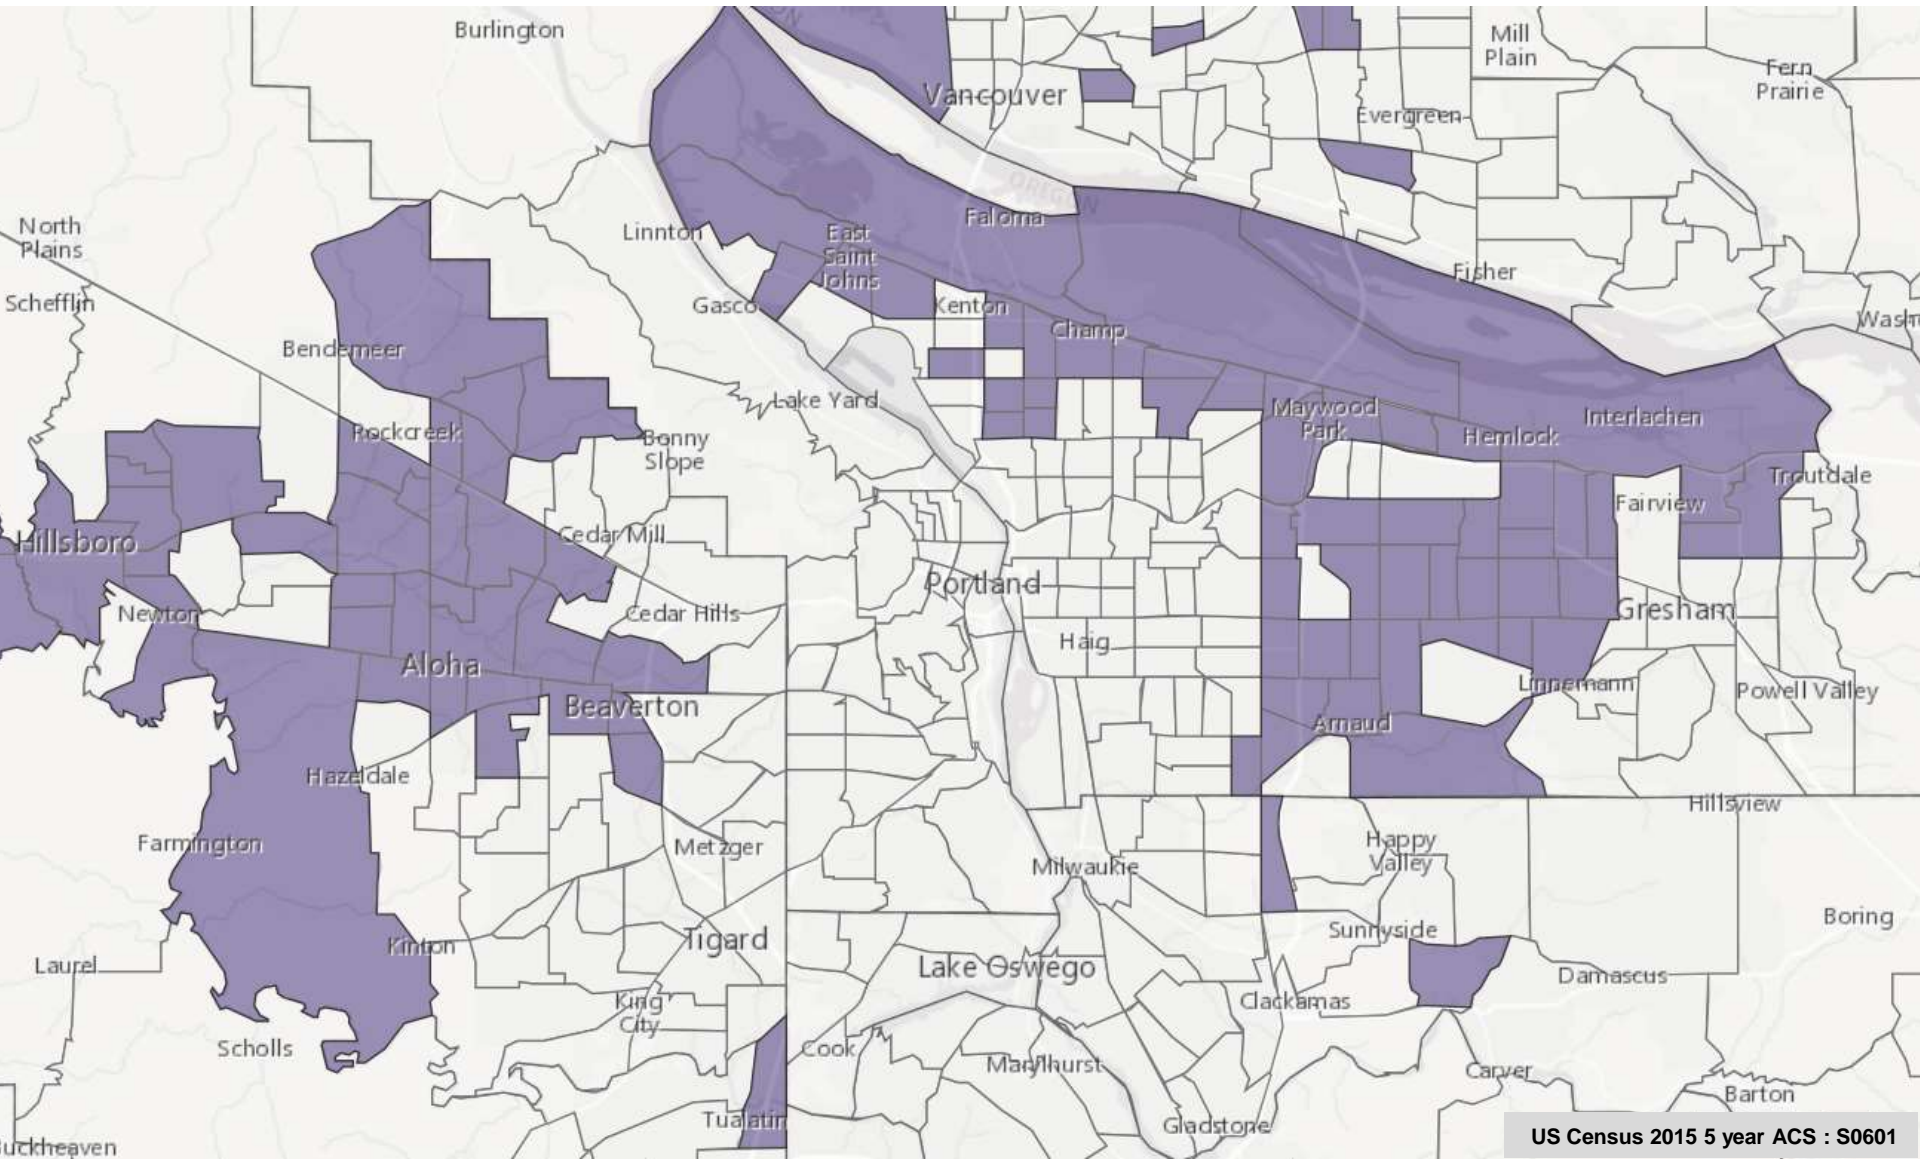 Burlington
Mill
Plain
Fern
Prairie
Vancouver
Evergreen
OREGON
North
Plains
Linnton
East
Saint
Johns
Faloma
Fisher
Schefflin
Gasco
Kenton
Champ
Bendemeer
Lake Yard
Maywood
Park
Interlachen
Hemlock
Rockcreek
Bonny
Slope
Troutdale
Fairview
Hillsboro
Cedar Mill
Portland
Newton
Cedar Hills
Gresham
Haig
Aloha
Linnemann
Powell Valley
Beaverton
Arnaud
Hazeldale
Hillsview
Farmington
Metzger
Happy
Valley
Milwaukie
Boring
Sunnyside
Kinton
Tigard
Laurel
Lake Oswego
Damascus
King
City
Clackamas
Scholls
Cook
Marylhurst
Carver
Barton
Tualatin
Gladstone
US Census 2015 5 year ACS : S0601